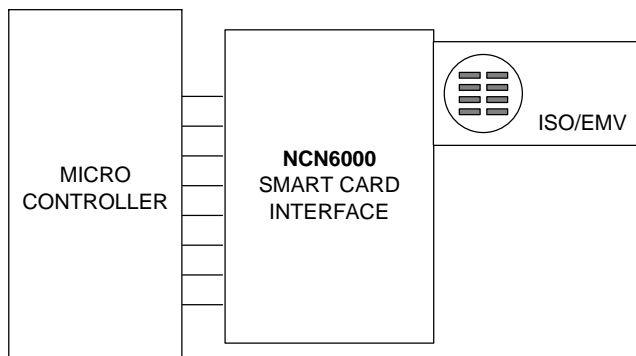 MICRO
CONTROLLER
NCN6000
SMART CARD
INTERFACE
ISO/EMV